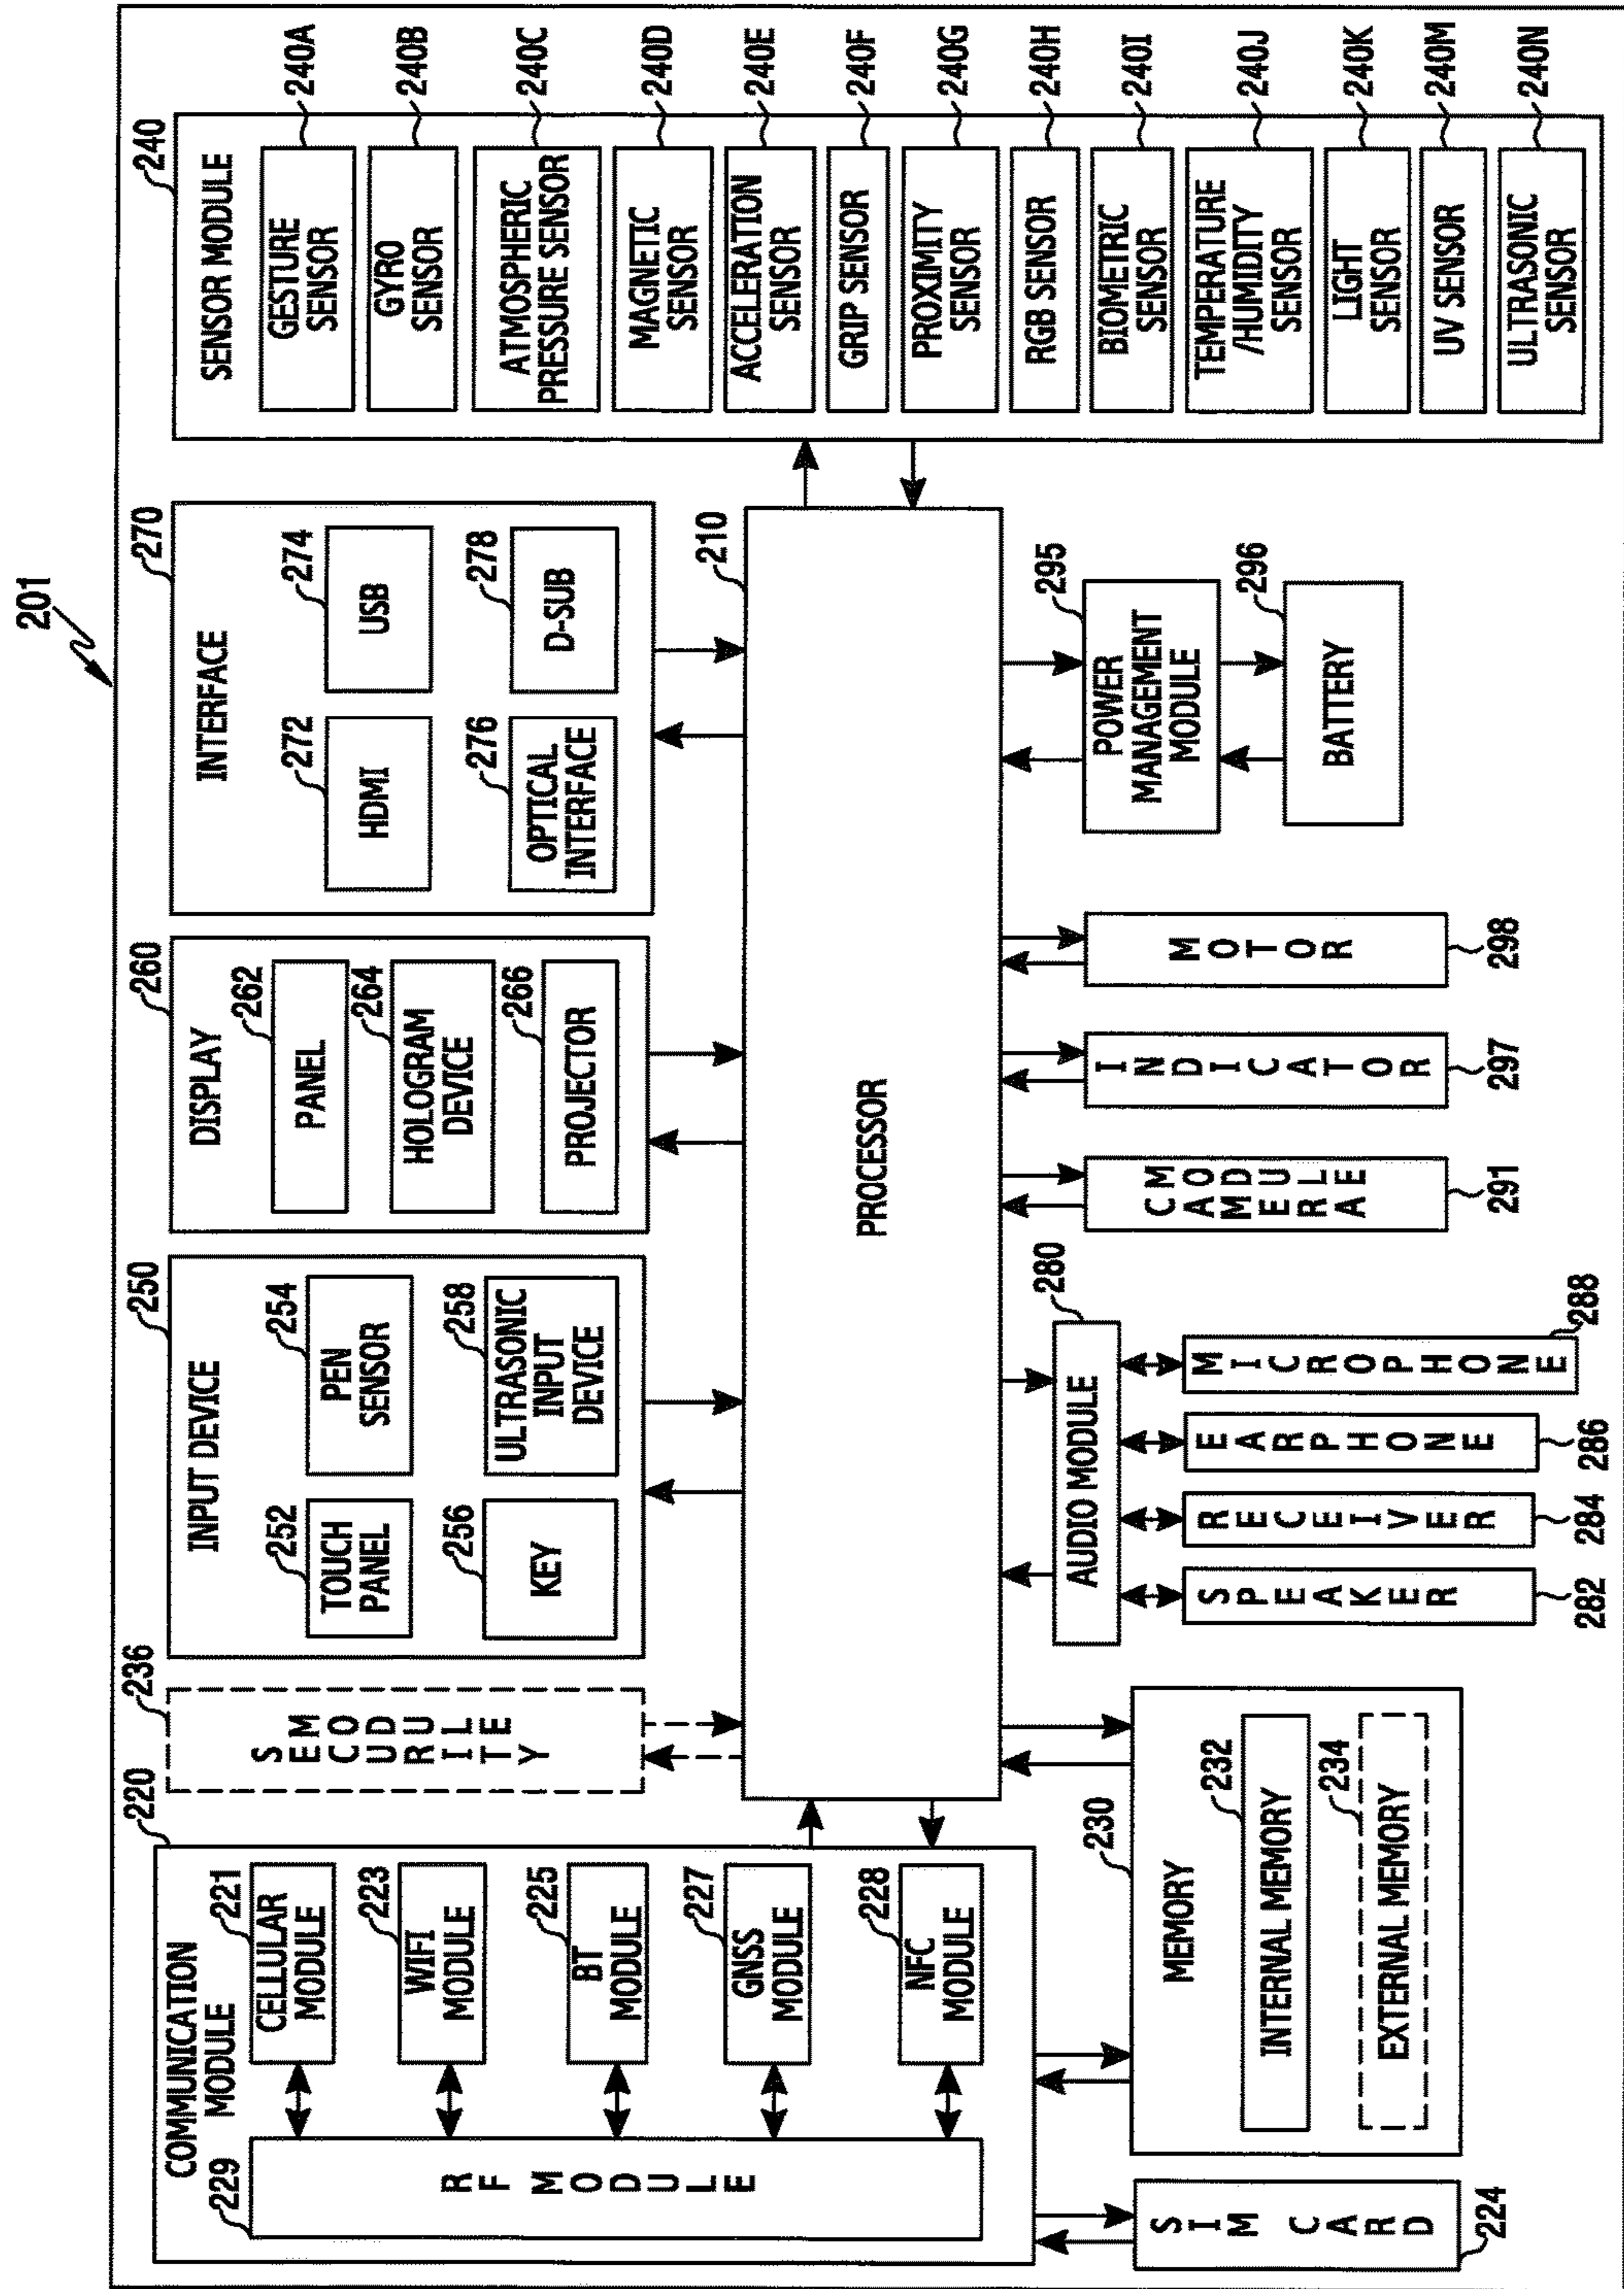 201
220
COMMUNICATION
MODULE
229
RF MODULE
221
CELLULAR
MODULE
223
WIFI
MODULE
225
BT
MODULE
227
GNSS
MODULE
228
NFC
MODULE
236
SECURITY
MODULE
250
INPUT DEVICE
252
TOUCH
PANEL
254
PEN
SENSOR
256
KEY
258
ULTRASONIC
INPUT
DEVICE
260
DISPLAY
262
PANEL
264
HOLOGRAM
DEVICE
266
PROJECTOR
270
INTERFACE
272
HDMI
274
USB
276
OPTICAL
INTERFACE
278
D-SUB
210
PROCESSOR
240
SENSOR MODULE
GESTURE
SENSOR
240A
GYRO
SENSOR
240B
ATMOSPHERIC
PRESSURE SENSOR
240C
MAGNETIC
SENSOR
240D
ACCELERATION
SENSOR
240E
GRIP SENSOR
240F
PROXIMITY
SENSOR
240G
RGB SENSOR
240H
BIOMETRIC
SENSOR
240I
TEMPERATURE
/HUMIDITY
SENSOR
240J
LIGHT
SENSOR
240K
UV SENSOR
240M
ULTRASONIC
SENSOR
240N
SIM CARD
224
230
MEMORY
232
INTERNAL MEMORY
234
EXTERNAL MEMORY
280
AUDIO MODULE
SPEAKER
282
RECEIVER
284
EARPHONE
286
MICROPHONE
288
CAMERA
MODULE
291
INDICATOR
297
MOTOR
298
295
POWER
MANAGEMENT
MODULE
296
BATTERY